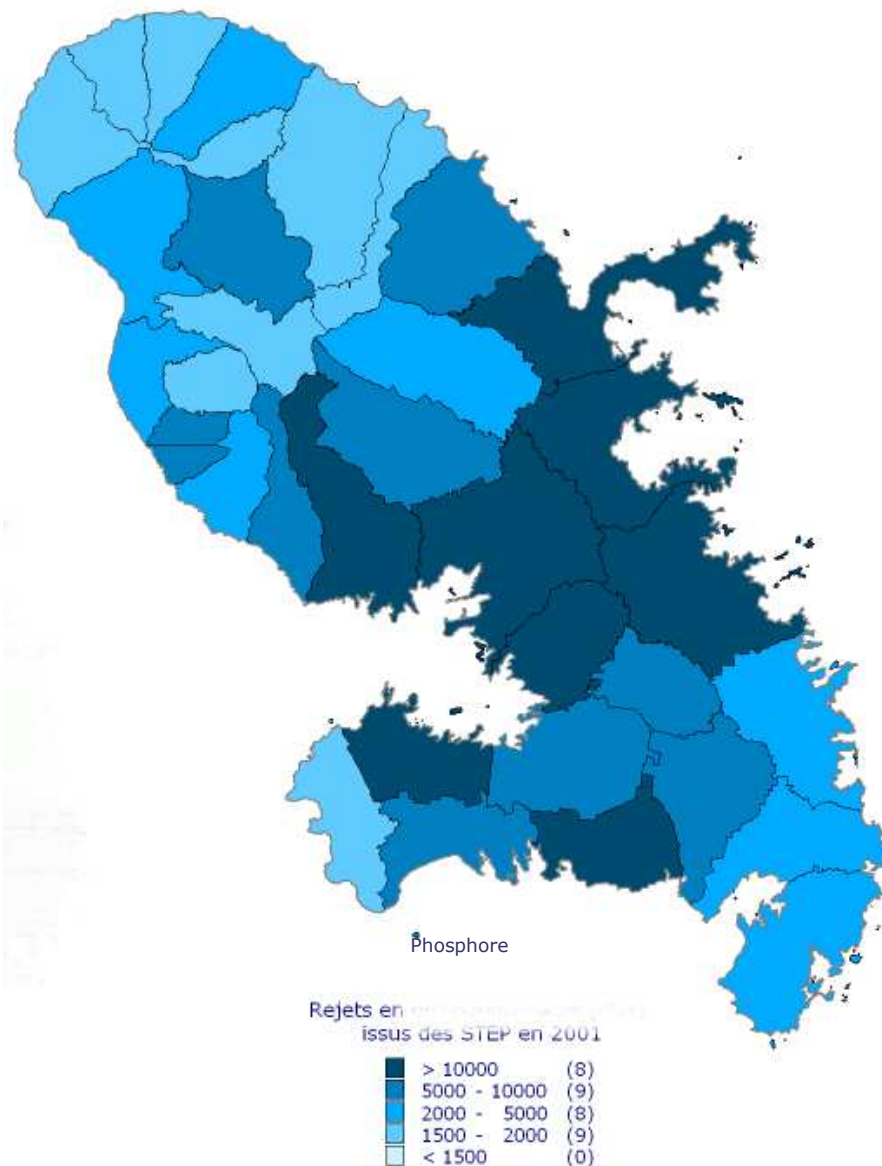 Phosphore
Rejets en
issus des STEP en 2001
> 10000 (8)
5000 - 10000 (9)
2000 - 5000 (8)
1500 - 2000 (9)
< 1500 (0)